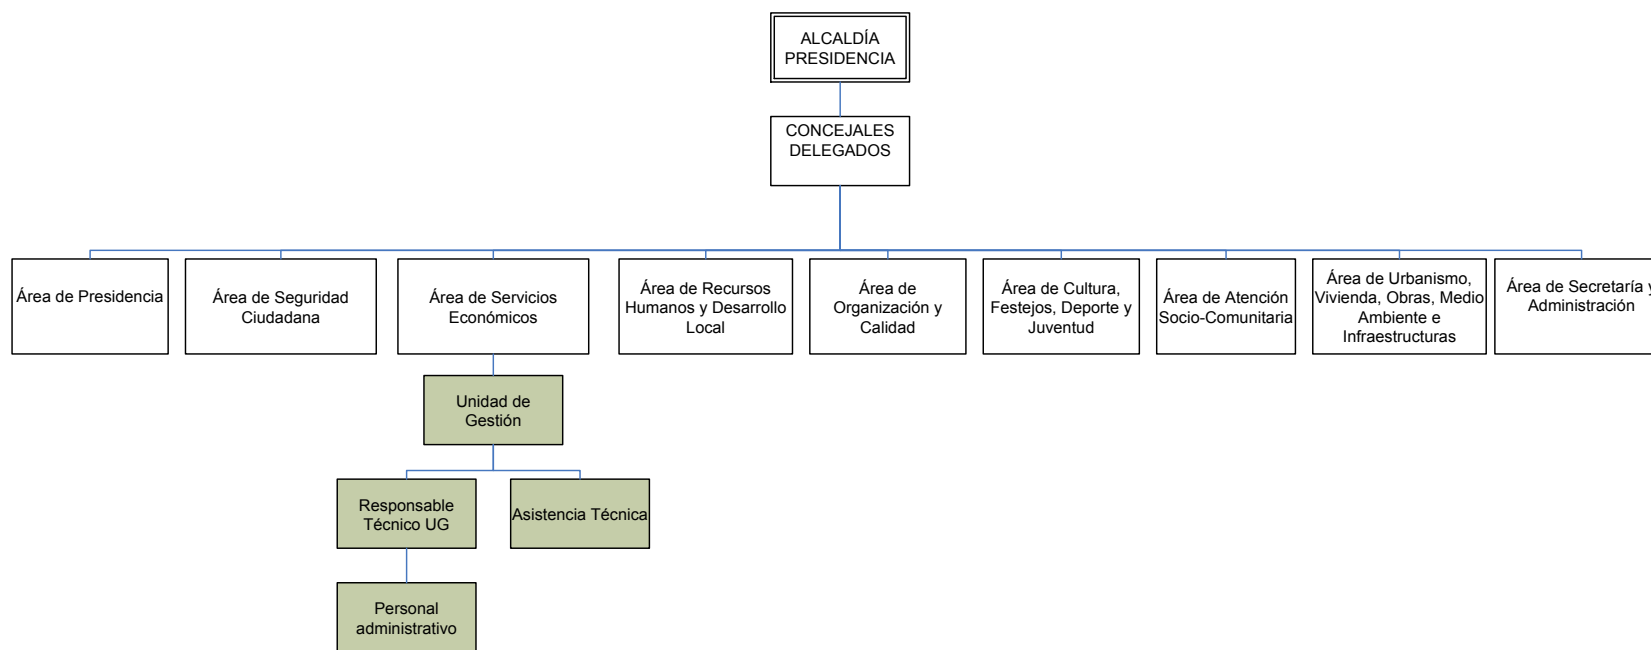 ALCALDÍA
PRESIDENCIA
CONCEJALES
DELEGADOS
Área de Presidencia
Área de Seguridad
Ciudadana
Área de Servicios
Económicos
Área de Recursos
Humanos y Desarrollo
Local
Área de
Organización y
Calidad
Área de Cultura,
Festejos, Deporte y
Juventud
Área de Atención
Socio-Comunitaria
Área de Urbanismo,
Vivienda, Obras, Medio
Ambiente e
Infraestructuras
Área de Secretaría y
Administración
Unidad de
Gestión
Responsable
Técnico UG
Asistencia Técnica
Personal
administrativo